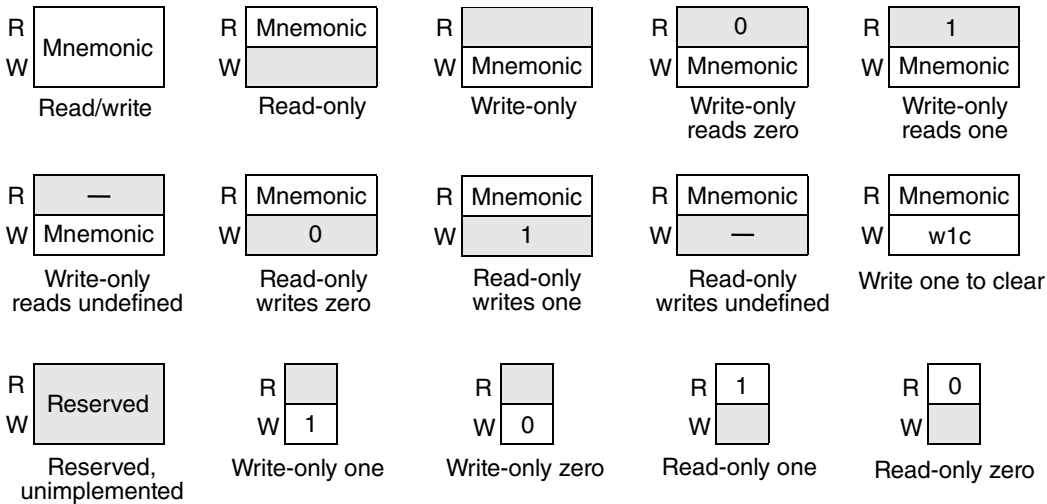 R Mnemonic R Mnemonic R R 0 R 1
W W W Mnemonic W Mnemonic W Mnemonic
Read/write Read-only Write-only Write-only Write-only
reads zero reads one
R — R Mnemonic R Mnemonic R Mnemonic R Mnemonic
W Mnemonic W 0 W 1 W — W w1c
Write-only Read-only Read-only Read-only Write one to clear
reads undefined writes zero writes one writes undefined
R Reserved R R R 1 R 0
W W 1 W 0 W W
Reserved, Write-only one Write-only zero Read-only one Read-only zero
unimplemented